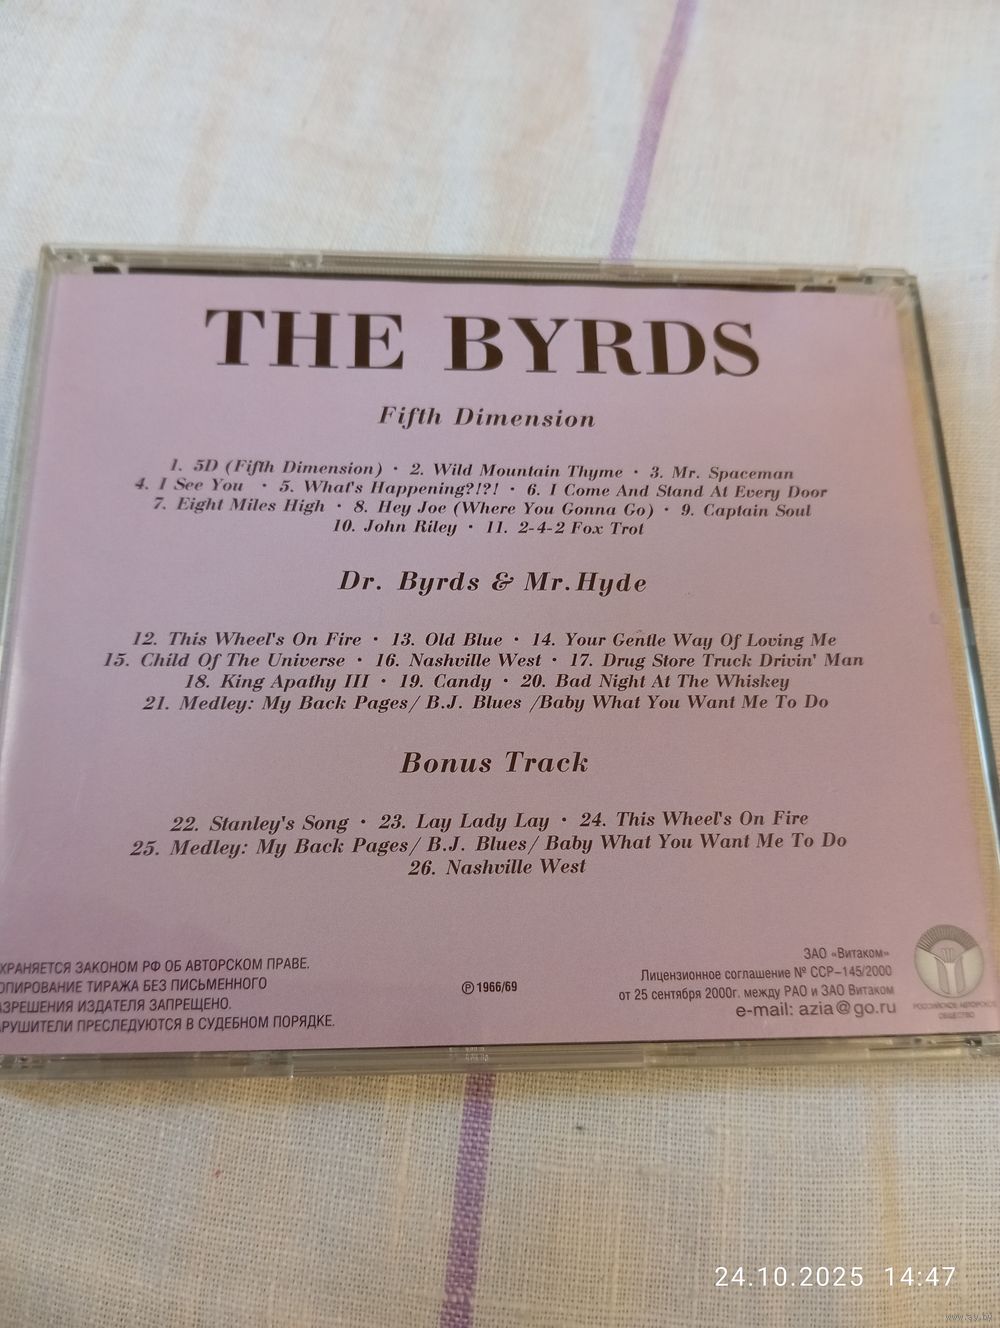 THE BYRDS
Fifth Dimension
1. 5D (Fifth Dimension) · 2. Wild Mountain Thyme · 3. Mr. Spaceman
4. I See You · 5. What's Happening?!?! · 6. I Come And Stand At Every Door
7. Eight Miles High · 8. Hey Joe (Where You Gonna Go) · 9. Captain Soul
10. John Riley · 11. 2-4-2 Fox Trot
Dr. Byrds & Mr.Hyde
12. This Wheel's On Fire · 13. Old Blue · 14. Your Gentle Way Of Loving Me
15. Child Of The Universe · 16. Nashville West · 17. Drug Store Truck Drivin' Man
18. King Apathy III · 19. Candy · 20. Bad Night At The Whiskey
21. Medley: My Back Pages/ B.J. Blues /Baby What You Want Me To Do
Bonus Track
22. Stanley's Song · 23. Lay Lady Lay · 24. This Wheel's On Fire
25. Medley: My Back Pages/ B.J. Blues/ Baby What You Want Me To Do
26. Nashville West
ХРАНЯЕТСЯ ЗАКОНОМ РФ ОБ АВТОРСКОМ ПРАВЕ.
ОПИРОВАНИЕ ТИРАЖА БЕЗ ПИСЬМЕННОГО
АЗРЕШЕНИЯ ИЗДАТЕЛЯ ЗАПРЕЩЕНО.
АРУШИТЕЛИ ПРЕСЛЕДУЮТСЯ В СУДЕБНОМ ПОРЯДКЕ.
℗1966/69
ЗАО «Витаком»
Лицензионное соглашение № ССР–145/2000
от 25 сентября 2000г. между РАО и ЗАО Витаком
e-mail: azia@go.ru
РОССИЙСКОЕ АВТОРСКОЕ
ОБЩЕСТВО
24.10.2025 14:47